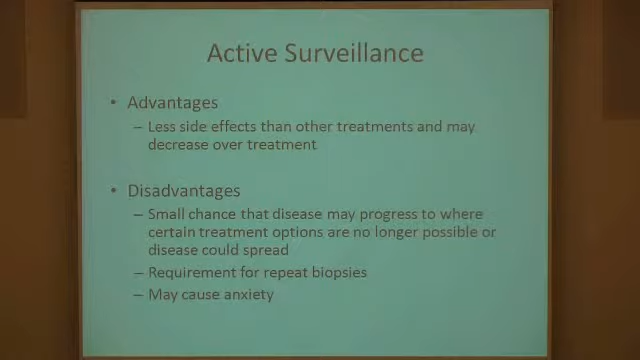 Active Surveillance
• Advantages
– Less side effects than other treatments and may
decrease over treatment
• Disadvantages
– Small chance that disease may progress to where
certain treatment options are no longer possible or
disease could spread
– Requirement for repeat biopsies
– May cause anxiety